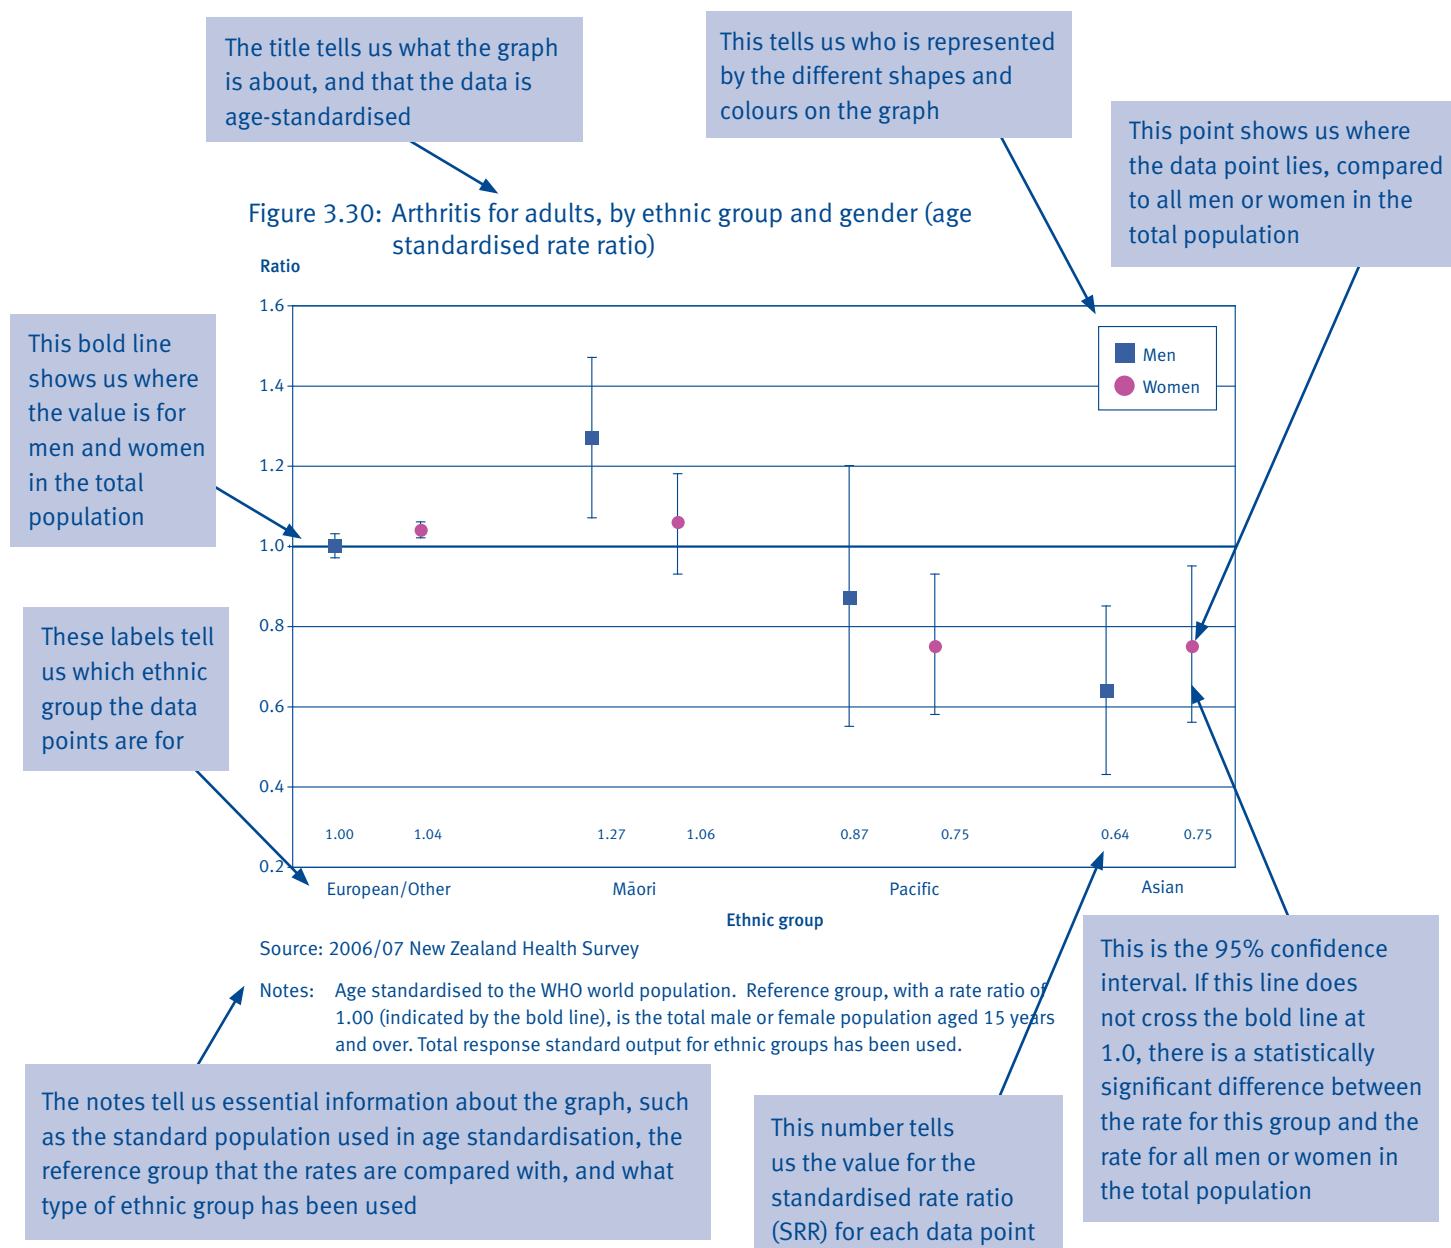 The title tells us what the graph
is about, and that the data is
age-standardised
This tells us who is represented
by the different shapes and
colours on the graph
This point shows us where
the data point lies, compared
to all men or women in the
total population
Figure 3.30: Arthritis for adults, by ethnic group and gender (age
standardised rate ratio)
Ratio
This bold line
shows us where
the value is for
men and women
in the total
population
These labels tell
us which ethnic
group the data
points are for
1.6
1.4
1.2
1.0
0.8
0.6
0.4
0.2
Men
Women
1.00 1.04 1.27 1.06 0.87 0.75 0.64 0.75
European/Other Māori Pacific Asian
Ethnic group
Source: 2006/07 New Zealand Health Survey
Notes: Age standardised to the WHO world population. Reference group, with a rate ratio of
1.00 (indicated by the bold line), is the total male or female population aged 15 years
and over. Total response standard output for ethnic groups has been used.
The notes tell us essential information about the graph, such
as the standard population used in age standardisation, the
reference group that the rates are compared with, and what
type of ethnic group has been used
This number tells
us the value for the
standardised rate ratio
(SRR) for each data point
This is the 95% confidence
interval. If this line does
not cross the bold line at
1.0, there is a statistically
significant difference between
the rate for this group and the
rate for all men or women in
the total population